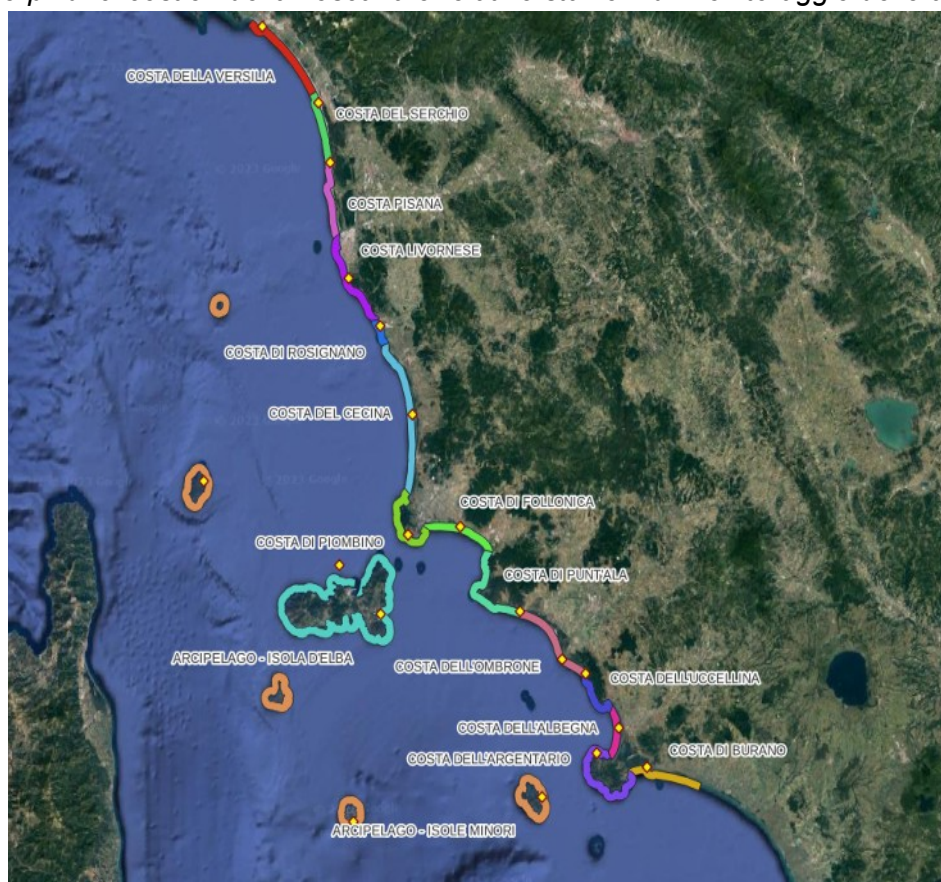 COSTA DELLA VERSILIA
COSTA DEL SERCHIO
COSTA PISANA
COSTA LIVORNESE
COSTA DI ROSIGNANO
COSTA DEL CECINA
COSTA DI FOLLONICA
COSTA DI PIOMBINO
COSTA DI PUNT'ALA
ARCIPELAGO - ISOLA D'ELBA
COSTA DELL'OMBRONE
COSTA DELL'UCCELLINA
COSTA DELL'ALBEGNA
COSTA DI BURANO
COSTA DELL'ARGENTARIO
ARCIPELAGO - ISOLE MINORI